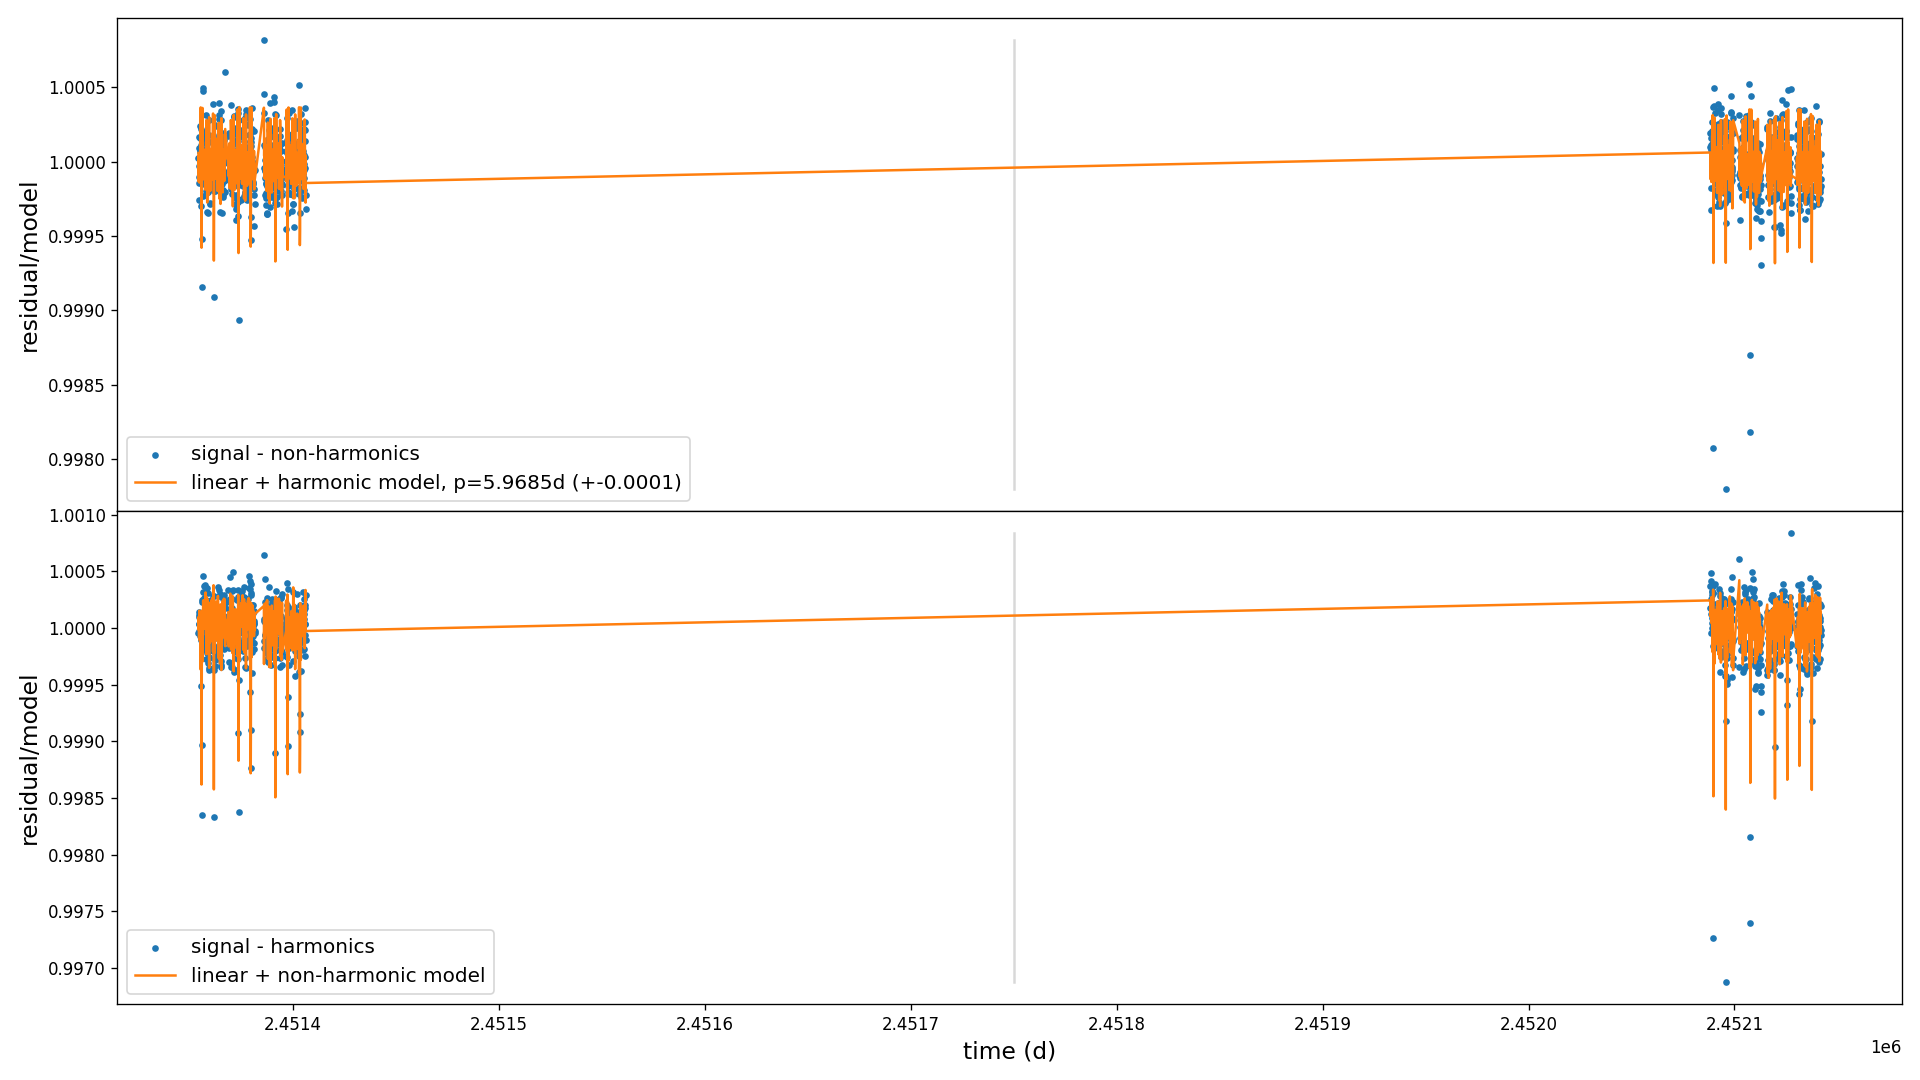 1.0005
1.0000
0.9995
0.9990
0.9985
0.9980
residual/model
signal - non-harmonics
linear + harmonic model, p=5.9685d (+-0.0001)
1.0010
1.0005
1.0000
0.9995
0.9990
0.9985
0.9980
0.9975
0.9970
residual/model
signal - harmonics
linear + non-harmonic model
2.4514 2.4515 2.4516 2.4517 2.4518 2.4519 2.4520 2.4521
time (d)
1e6